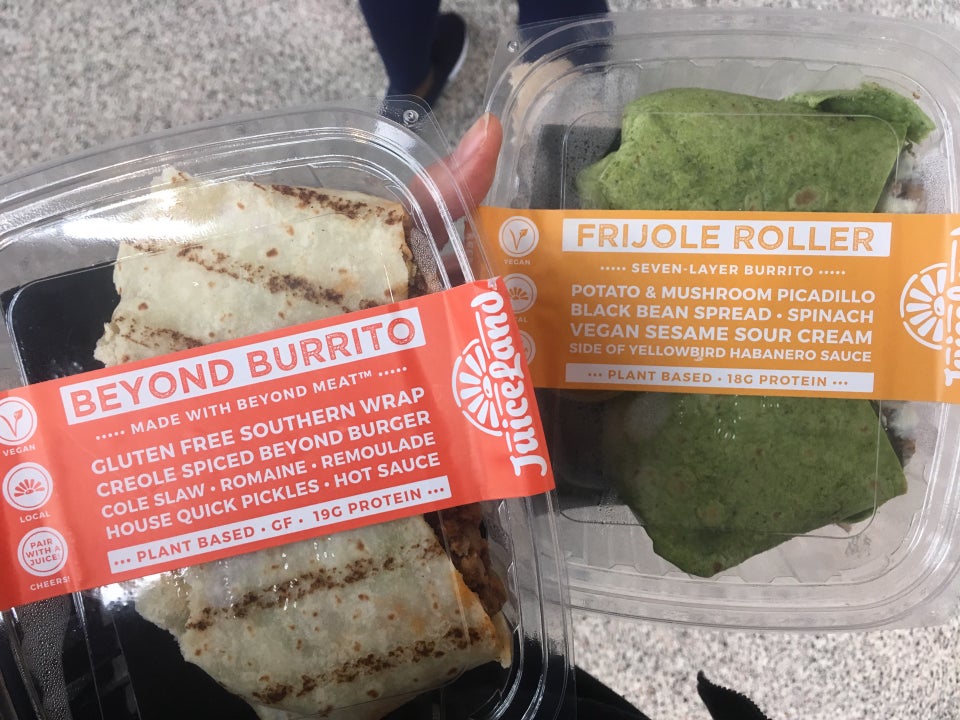 BEYOND BURRITO
MADE WITH BEYOND MEAT™
GLUTEN FREE SOUTHERN WRAP
CREOLE SPICED BEYOND BURGER
COLE SLAW • ROMAINE • REMOULADE
HOUSE QUICK PICKLES • HOT SAUCE
PLANT BASED • GF • 19G PROTEIN
VEGAN
LOCAL
PAIR
WITH A
JUICE
CHEERS!
JuiceLand
VEGAN
FRIJOLE ROLLER
SEVEN-LAYER BURRITO
POTATO & MUSHROOM PICADILLO
BLACK BEAN SPREAD • SPINACH
VEGAN SESAME SOUR CREAM
SIDE OF YELLOWBIRD HABANERO SAUCE
PLANT BASED • 18G PROTEIN